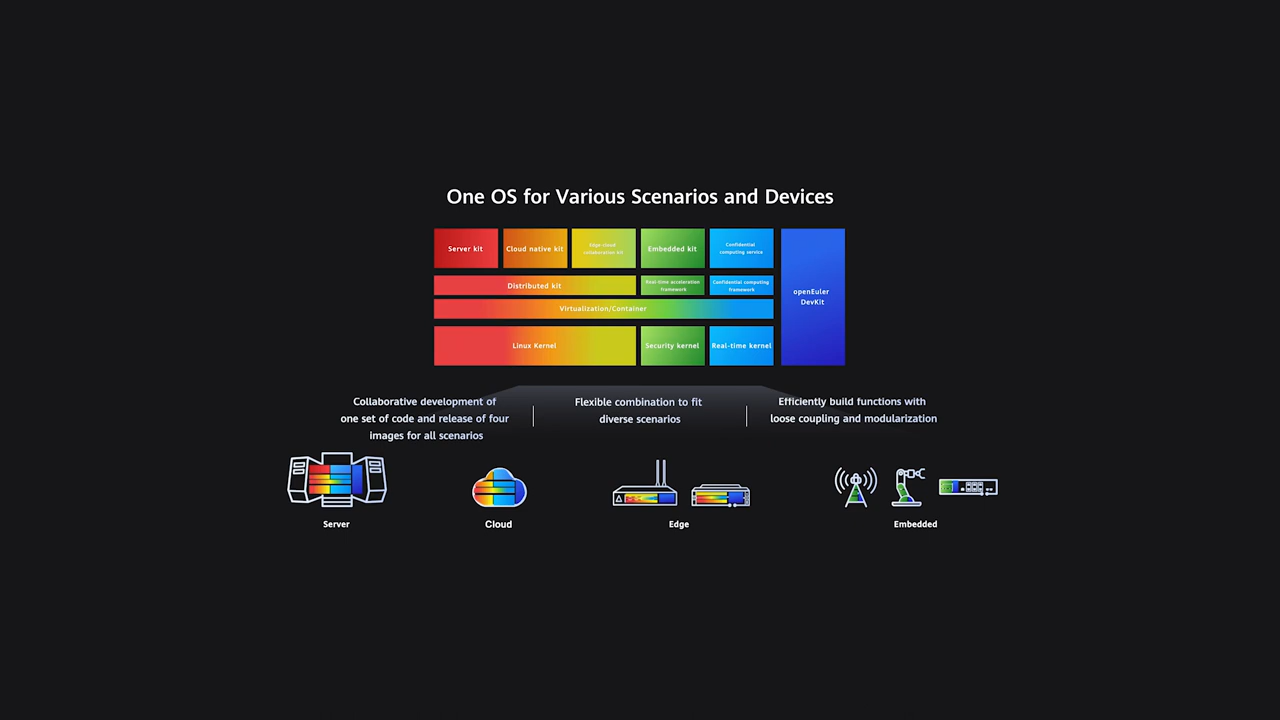 One OS for Various Scenarios and Devices
Server kit
Cloud native kit
Edge-cloud
collaboration kit
Embedded kit
Confidential
computing service
openEuler
DevKit
Distributed kit
Real-time acceleration
framework
Confidential computing
framework
Virtualization/Container
Linux Kernel
Security kernel
Real-time kernel
Collaborative development of
one set of code and release of four
images for all scenarios
Flexible combination to fit
diverse scenarios
Efficiently build functions with
loose coupling and modularization
Server
Cloud
Edge
Embedded